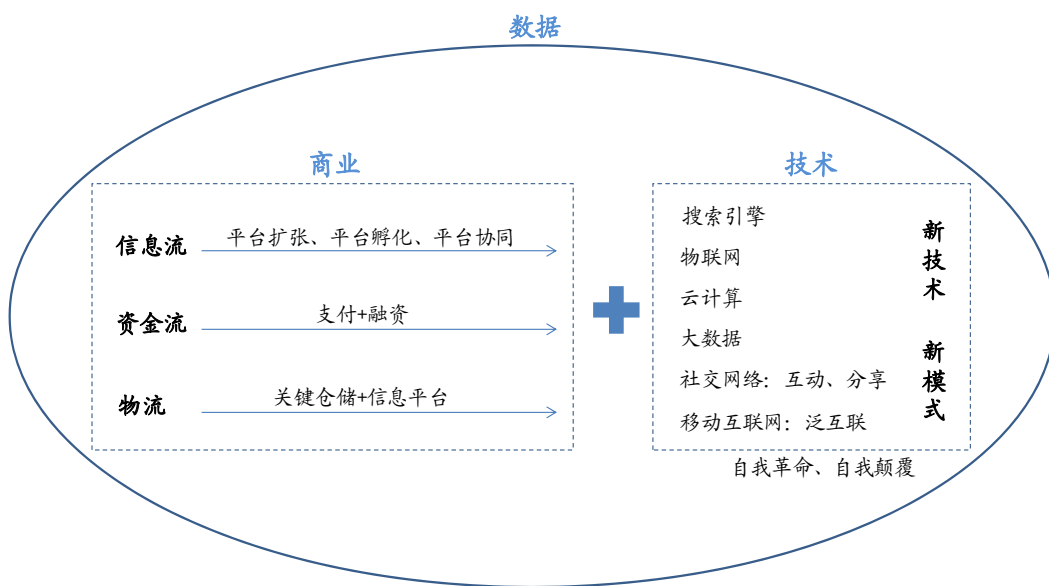 数据
商业
信息流
平台扩张、平台孵化、平台协同
资金流
支付+融资
物流
关键仓储+信息平台
技术
搜索引擎
物联网
云计算
大数据
社交网络：互动、分享
移动互联网：泛互联
新技术
新模式
自我革命、自我颠覆